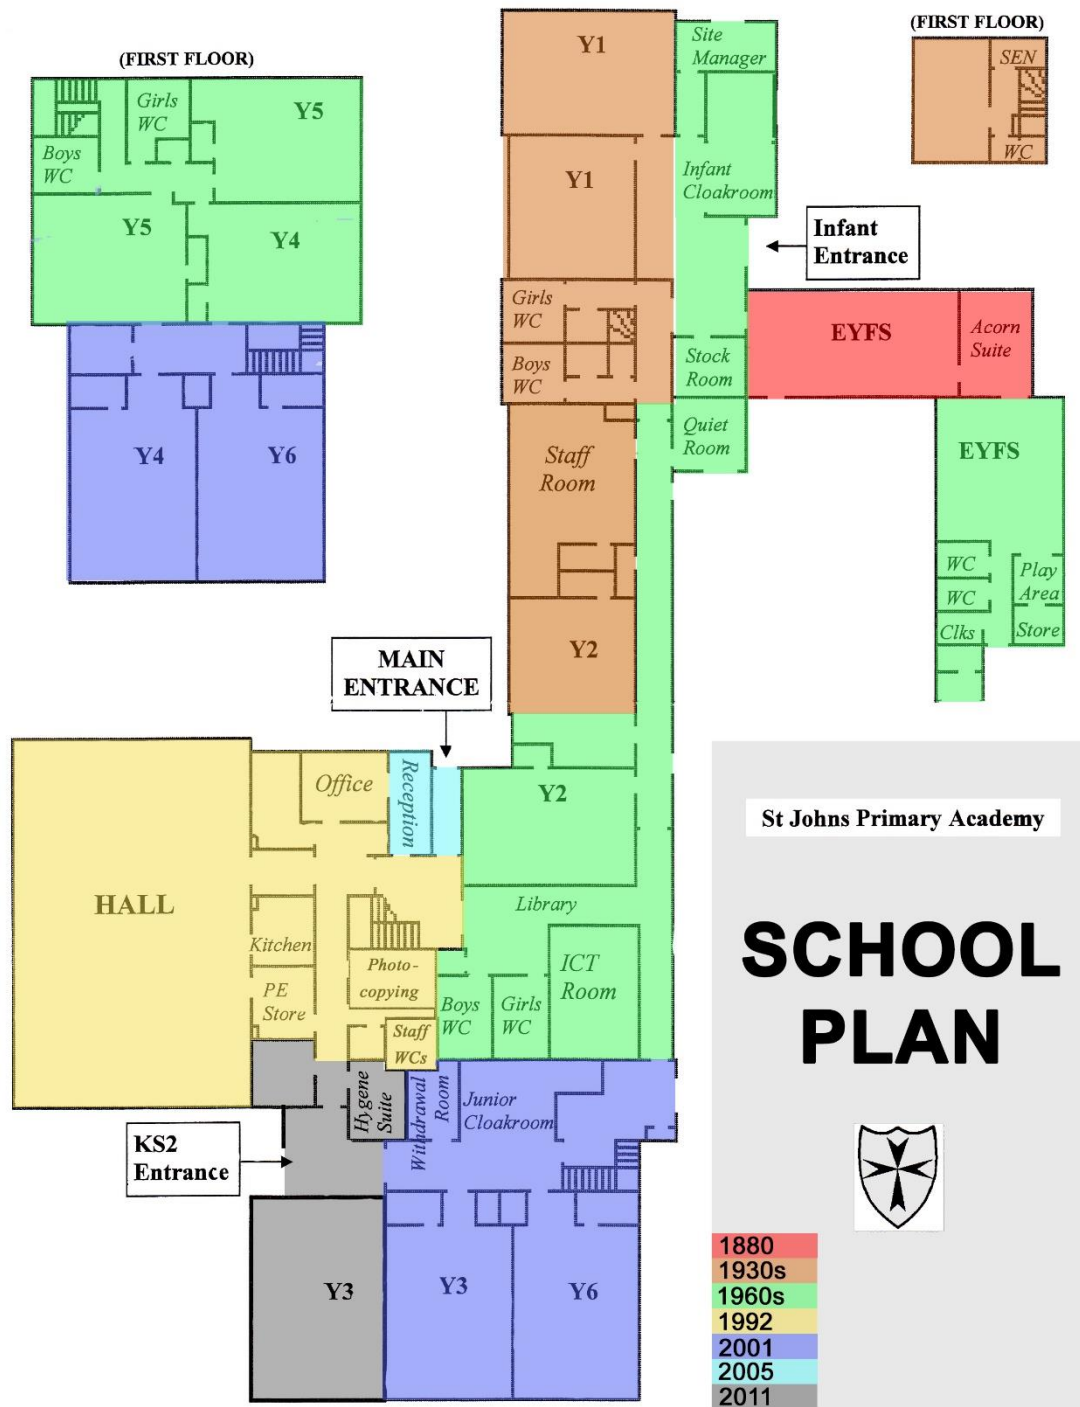 (FIRST FLOOR)
Girls
WC
Y5
Boys
WC
Y5
Y4
Y4
Y6
Y1
Site
Manager
Y1
Infant
Cloakroom
Infant
Entrance
(FIRST FLOOR)
SEN
WC
Girls
WC
Boys
WC
Stock
Room
EYFS
Acorn
Suite
Staff
Room
Quiet
Room
EYFS
WC
WC
Clks
Play
Area
Store
Y2
MAIN
ENTRANCE
Office
Reception
Y2
HALL
Library
Kitchen
PE
Store
Photo-
copying
Staff
WCs
Boys
WC
Girls
WC
ICT
Room
Hygene
Suite
Withdrawal
Room
Junior
Cloakroom
KS2
Entrance
Y3
Y3
Y6
St Johns Primary Academy
SCHOOL
PLAN
1880
1930s
1960s
1992
2001
2005
2011